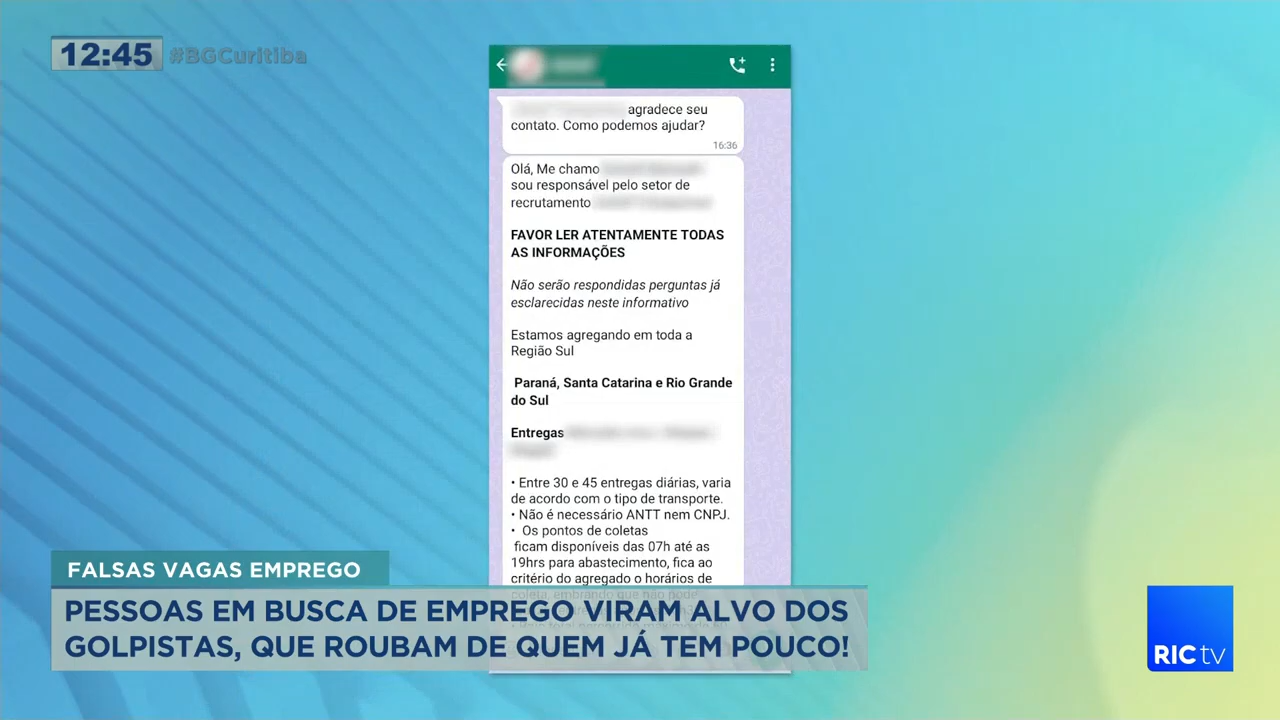 12:45 #BGCuritiba
agradece seu
contato. Como podemos ajudar?
16:36
Olá, Me chamo
sou responsável pelo setor de
recrutamento
FAVOR LER ATENTAMENTE TODAS
AS INFORMAÇÕES
Não serão respondidas perguntas já
esclarecidas neste informativo
Estamos agregando em toda a
Região Sul
Paraná, Santa Catarina e Rio Grande
do Sul
Entregas
• Entre 30 e 45 entregas diárias, varia
de acordo com o tipo de transporte.
• Não é necessário ANTT nem CNPJ.
• Os pontos de coletas
ficam disponíveis das 07h até as
19hrs para abastecimento, fica ao
critério do agregado o horários de
coleta, embrando que não pode
FALSAS VAGAS EMPREGO
PESSOAS EM BUSCA DE EMPREGO VIRAM ALVO DOS
GOLPISTAS, QUE ROUBAM DE QUEM JÁ TEM POUCO!
RIC tv